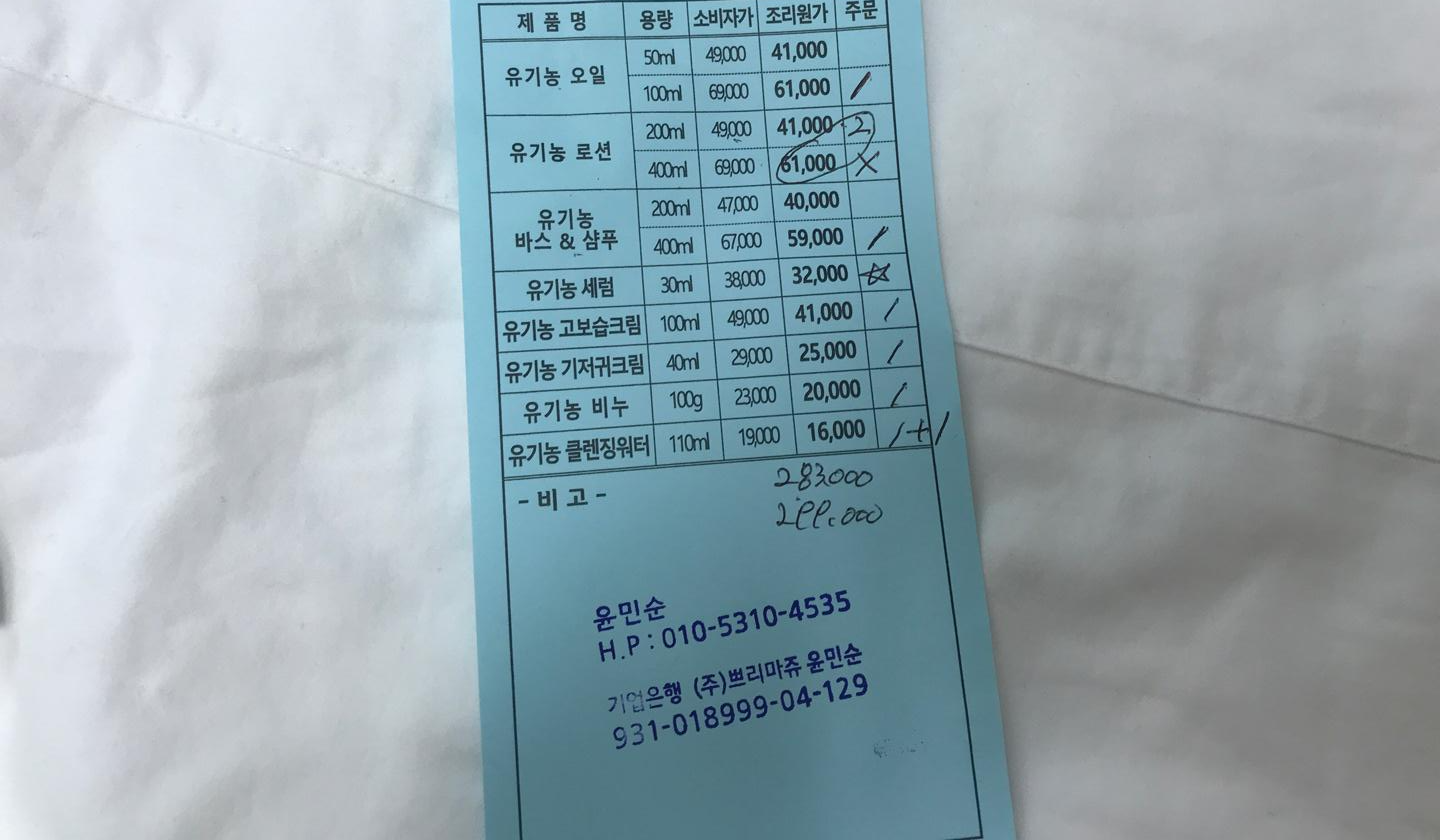 제 품 명 용량 소비자가 조리원가 주문
유기농 오일 50ml 49,000 41,000
100ml 69,000 61,000 /
유기농 로션 200ml 49,000 41,000 2
400ml 69,000 61,000 X
유기농
바스 & 샴푸
200ml 47,000 40,000
400ml 67,000 59,000 /
유기농 세럼 30ml 38,000 32,000 ☆
유기농 고보습크림 100ml 49,000 41,000 /
유기농 기저귀크림 40ml 29,000 25,000 /
유기농 비누 100g 23,000 20,000 /
유기농 클렌징워터 110ml 19,000 16,000 /+/
- 비 고 -
283.000
299.000
윤민순
H.P : 010-5310-4535
기업은행 (주)쁘리마쥬 윤민순
931-018999-04-129